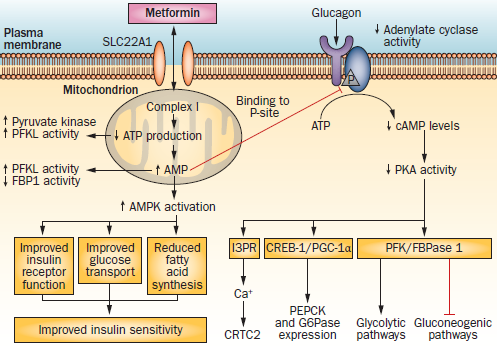 Metformin
Glucagon
Plasma
membrane
SLC22A1
↓ Adenylate cyclase
activity
P
Mitochondrion
Complex I
Binding to
P-site
↑ Pyruvate kinase
↑ PFKL activity
↓ ATP production
ATP
↓ cAMP levels
↑ PFKL activity
↓ FBP1 activity
↑ AMP
↓ PKA activity
↑ AMPK activation
Improved
insulin
receptor
function
Improved
glucose
transport
Reduced
fatty
acid
synthesis
I3PR
CREB-1/PGC-1α
PFK/FBPase 1
Ca⁺
CRTC2
PEPCK
and G6Pase
expression
Glycolytic
pathways
Gluconeogenic
pathways
Improved insulin sensitivity